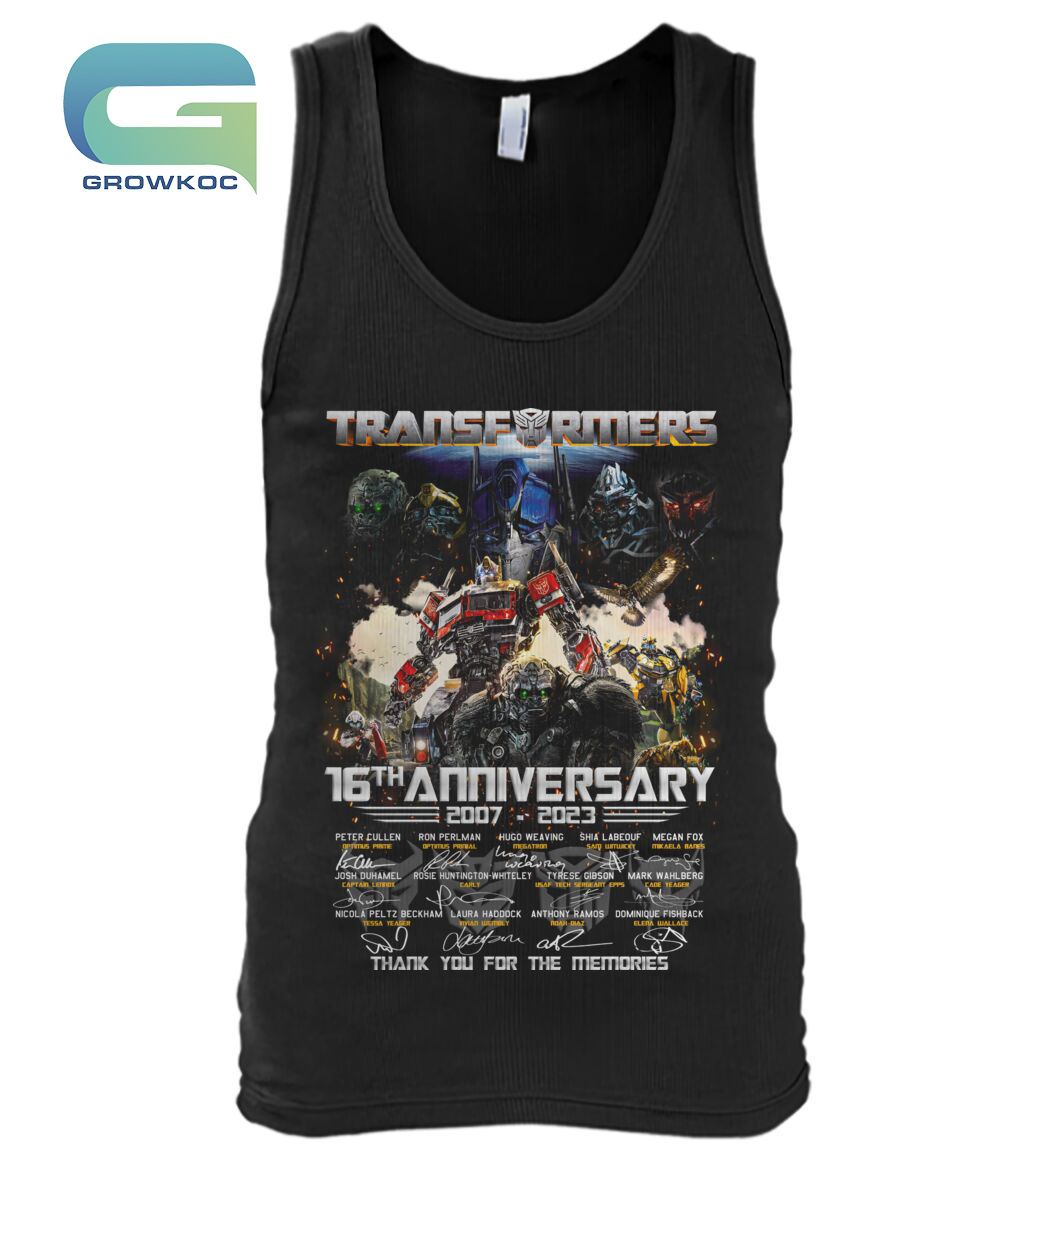 GROWKOC
TRANSFORMERS
16TH ANNIVERSARY
2007 - 2023
PETER CULLEN RON PERLMAN HUGO WEAVING SHIA LABEOUF MEGAN FOX
OPTIMUS PRIME OPTIMUS PRIMAL MEGATRON SAM WITWICKY MIKAELA BANES
JOSH DUHAMEL ROSIE HUNTINGTON-WHITELEY TYRESE GIBSON MARK WAHLBERG
CAPTAIN LENNOX CARLY USAF TECH SERGEANT EPPS CADE YEAGER
NICOLA PELTZ BECKHAM LAURA HADDOCK ANTHONY RAMOS DOMINIQUE FISHBACK
TESSA YEAGER VIVIAN WEMBLY NOAH DIAZ ELENA WALLACE
THANK YOU FOR THE MEMORIES